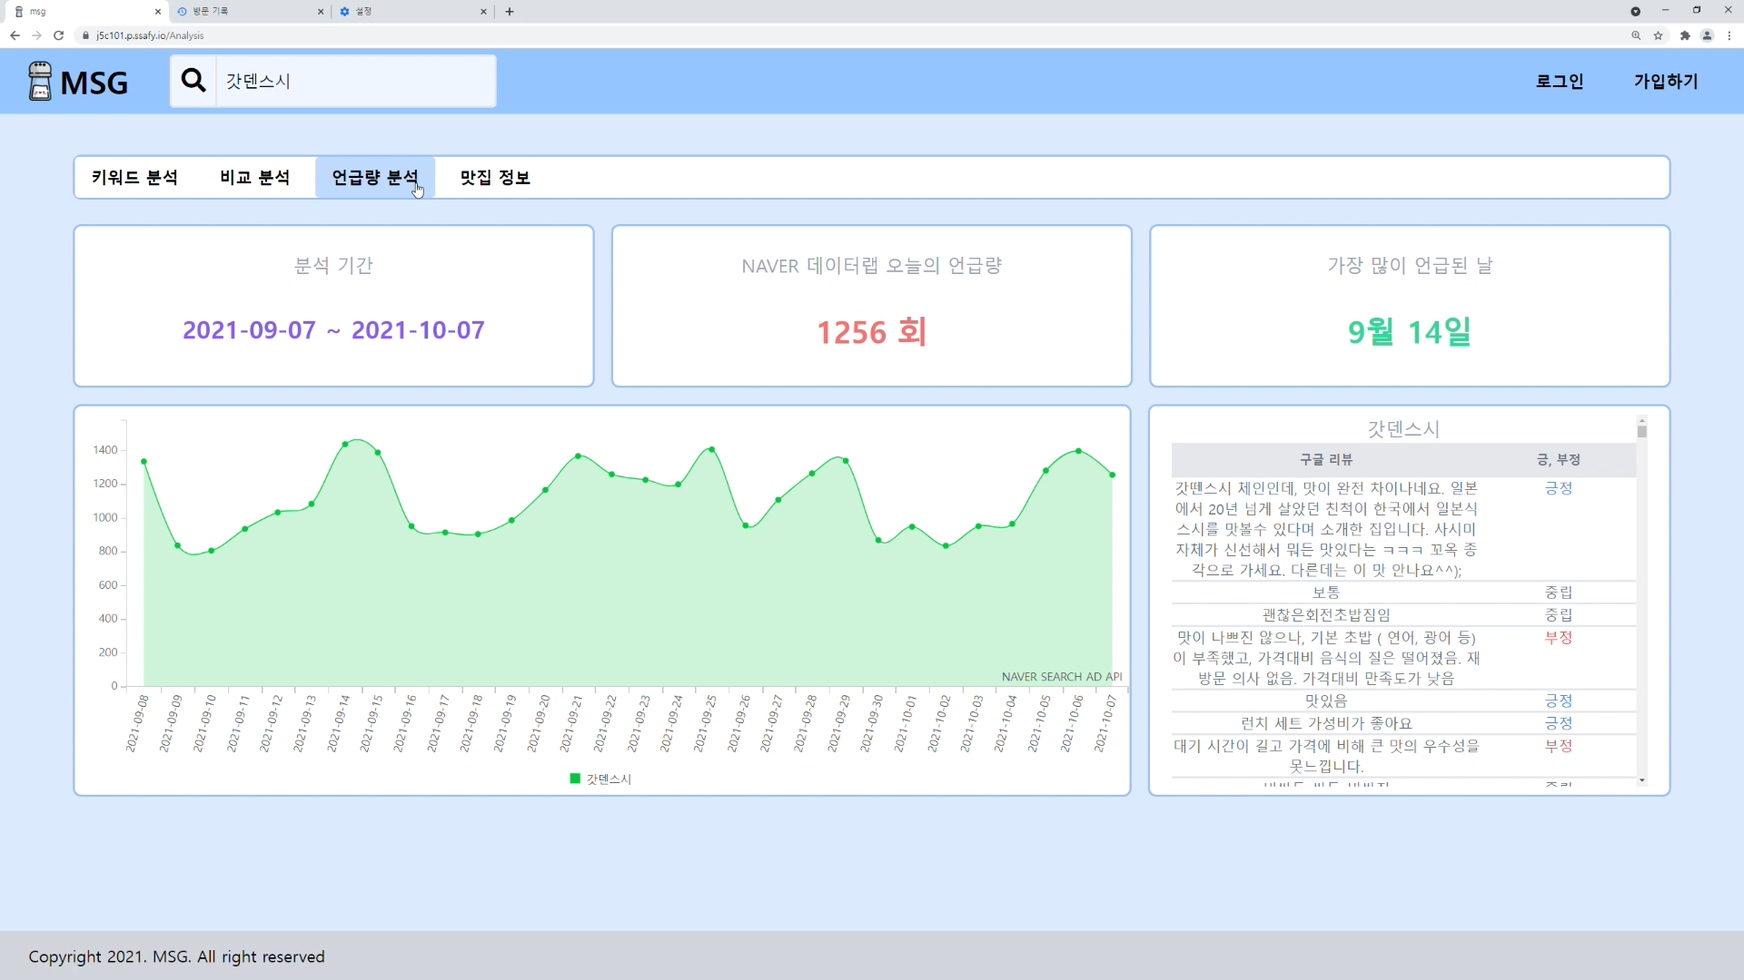 msg
방문 기록
설정
j5c101.p.ssafy.io/Analysis
MSG
갓덴스시
로그인
가입하기
키워드 분석
비교 분석
언급량 분석
맛집 정보
분석 기간
2021-09-07 ~ 2021-10-07
NAVER 데이터랩 오늘의 언급량
1256 회
가장 많이 언급된 날
9월 14일
1400
1200
1000
800
600
400
200
0
NAVER SEARCH AD API
2021-09-08
2021-09-09
2021-09-10
2021-09-11
2021-09-12
2021-09-13
2021-09-14
2021-09-15
2021-09-16
2021-09-17
2021-09-18
2021-09-19
2021-09-20
2021-09-21
2021-09-22
2021-09-23
2021-09-24
2021-09-25
2021-09-26
2021-09-27
2021-09-28
2021-09-29
2021-09-30
2021-10-01
2021-10-02
2021-10-03
2021-10-04
2021-10-05
2021-10-06
2021-10-07
갓덴스시
갓덴스시
구글 리뷰 긍, 부정
갓뗀스시 체인인데, 맛이 완전 차이나네요. 일본 긍정
에서 20년 넘게 살았던 친척이 한국에서 일본식
스시를 맛볼수 있다며 소개한 집입니다. 사시미
자체가 신선해서 뭐든 맛있다는 ㅋㅋㅋ 꼬옥 종
각으로 가세요. 다른데는 이 맛 안나요^^);
보통 중립
괜찮은회전초밥짐임 중립
맛이 나쁘진 않으나, 기본 초밥 ( 연어, 광어 등) 부정
이 부족했고, 가격대비 음식의 질은 떨어졌음. 재
방문 의사 없음. 가격대비 만족도가 낮음
맛있음 긍정
런치 세트 가성비가 좋아요 긍정
대기 시간이 길고 가격에 비해 큰 맛의 우수성을 부정
못느낍니다.
Copyright 2021. MSG. All right reserved